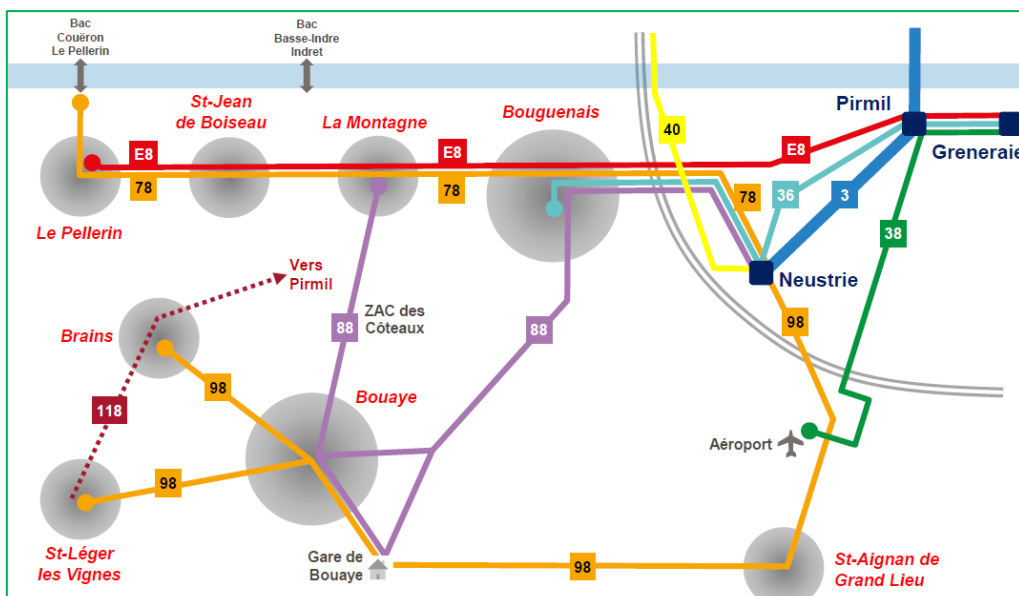 Bac
Couëron
Le Pellerin
Bac
Basse-Indre
Indret
St-Jean
de Boiseau
La Montagne
Bouguenais
Pirmil
40
E8
E8
E8
Greneraie
78
78
78
36
3
38
Le Pellerin
Neustrie
Vers
Pirmil
ZAC des
Côteaux
Brains
88
88
98
98
Bouaye
118
Aéroport
98
St-Léger
les Vignes
Gare de
Bouaye
98
St-Aignan de
Grand Lieu